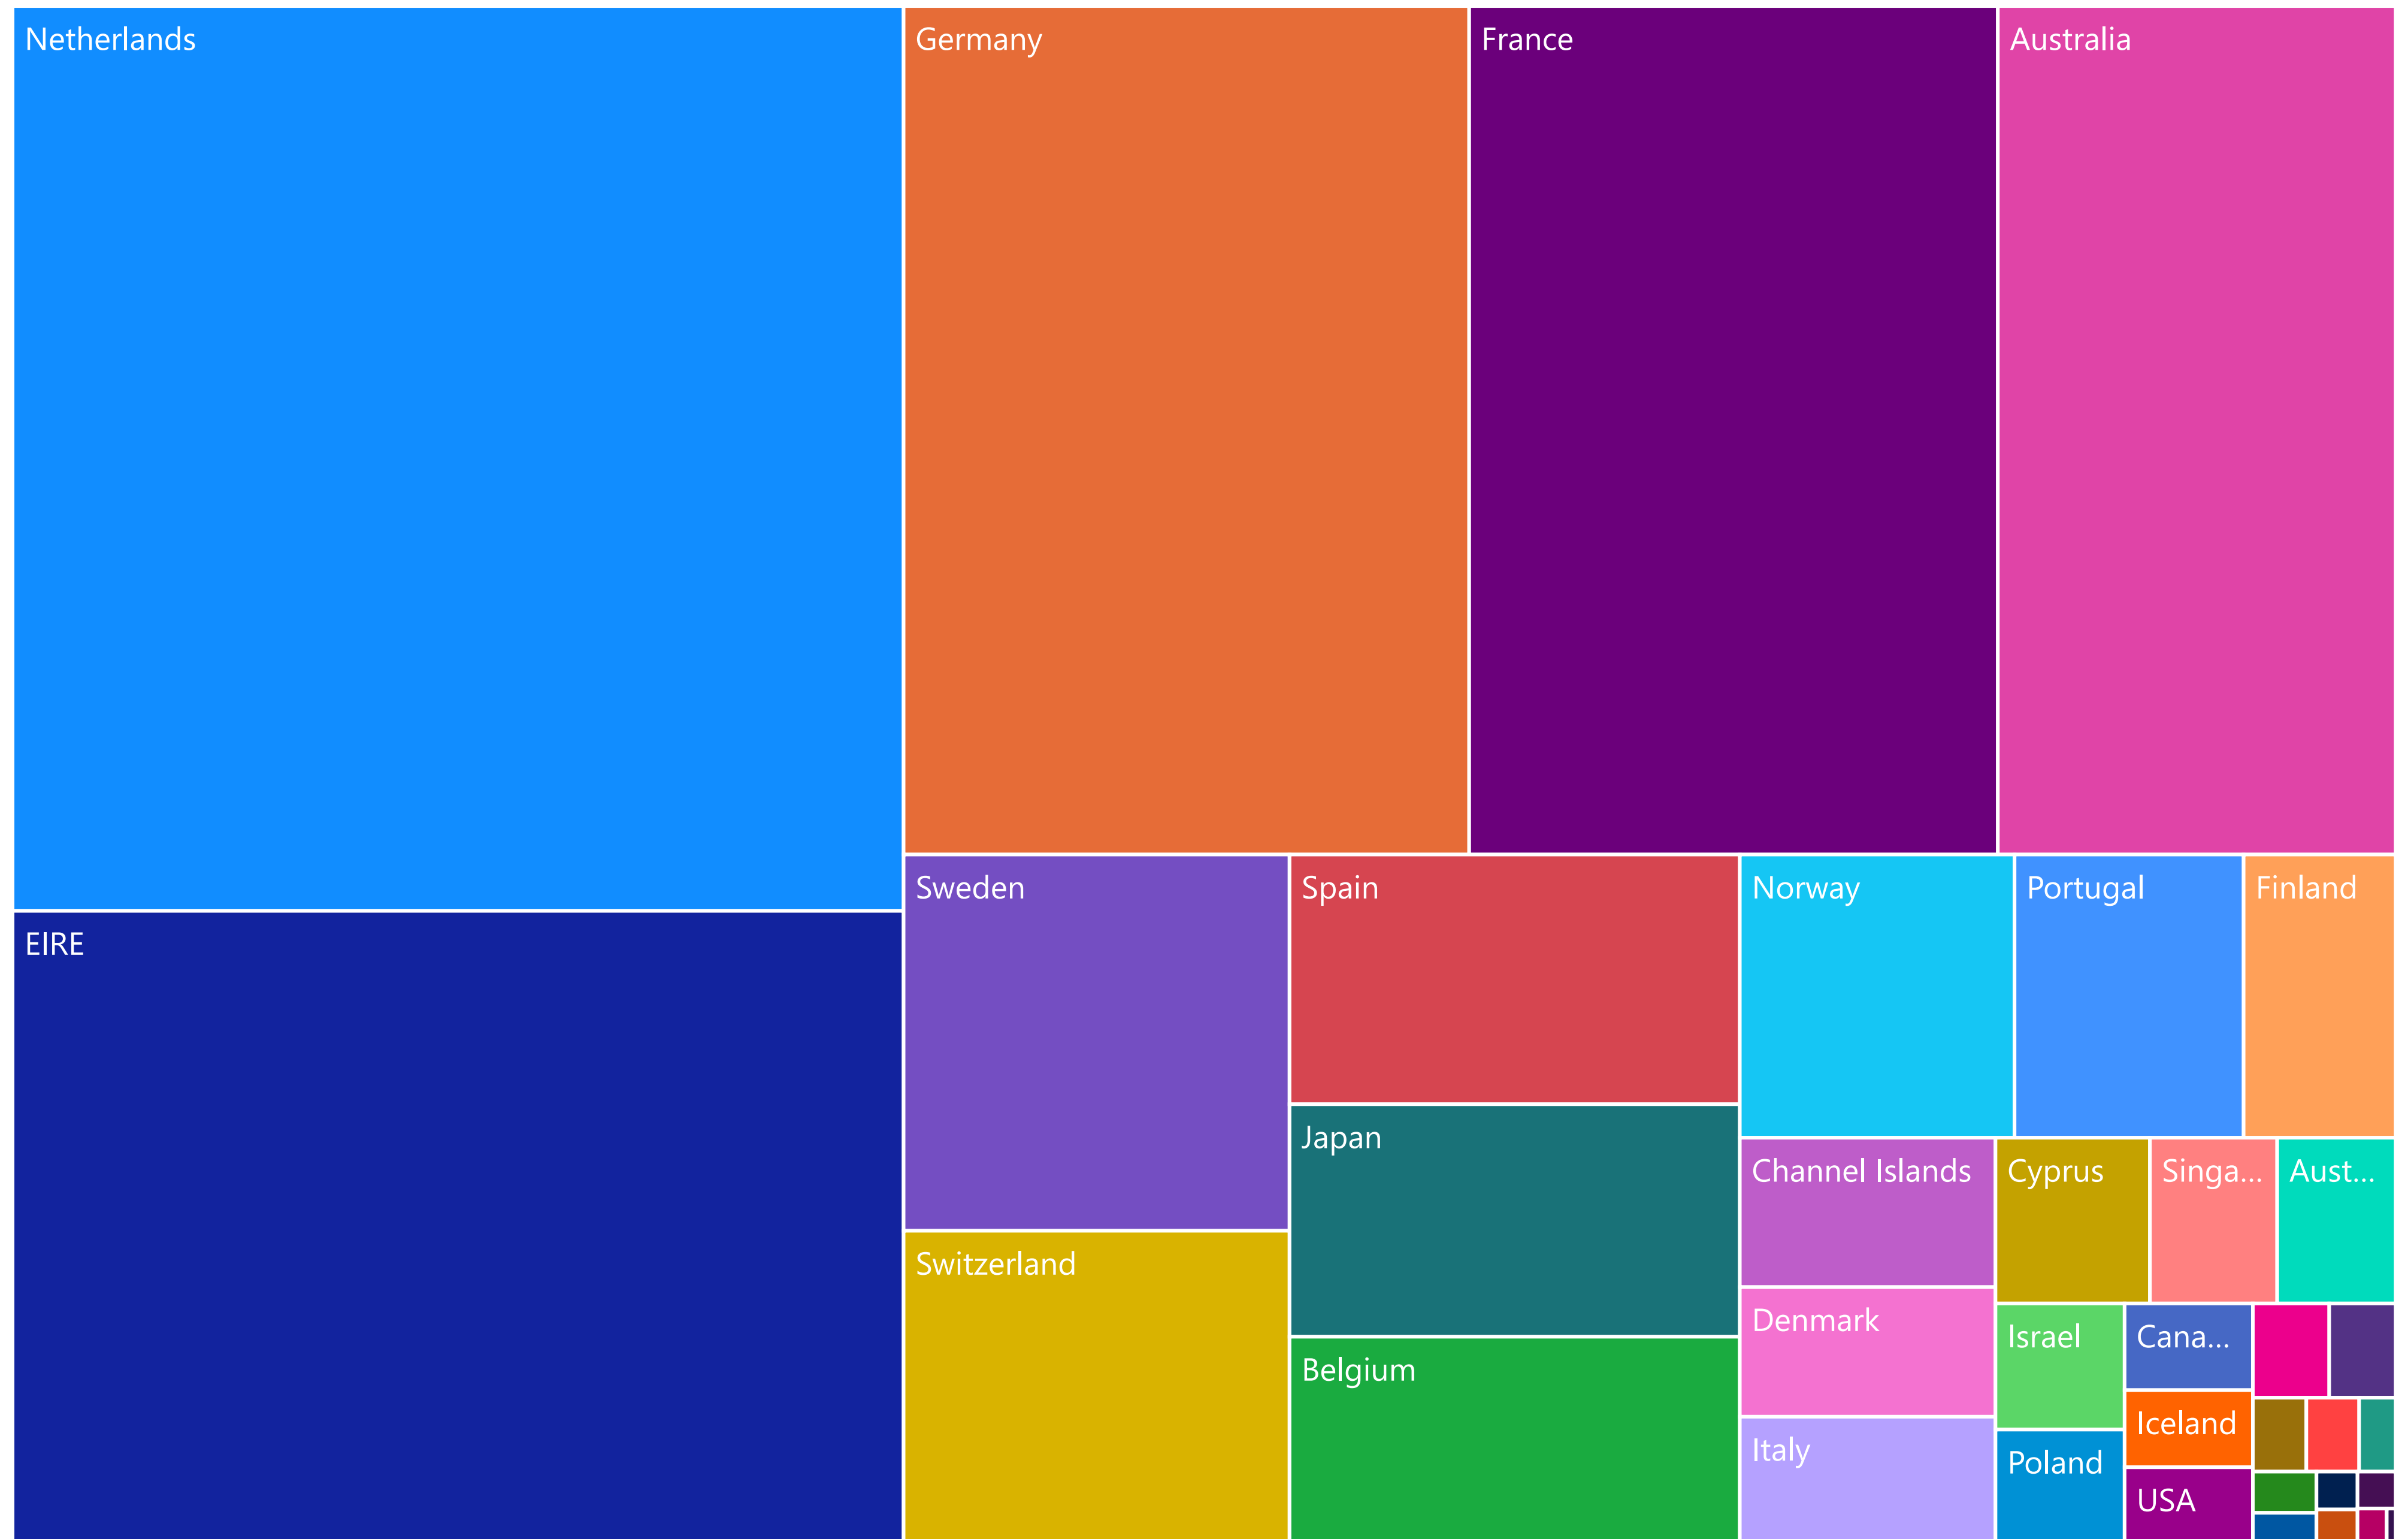 Netherlands
Germany
France
Australia
EIRE
Sweden
Spain
Norway
Portugal
Finland
Japan
Channel Islands
Cyprus
Singa...
Aust...
Switzerland
Denmark
Israel
Cana...
Belgium
Iceland
Italy
Poland
USA